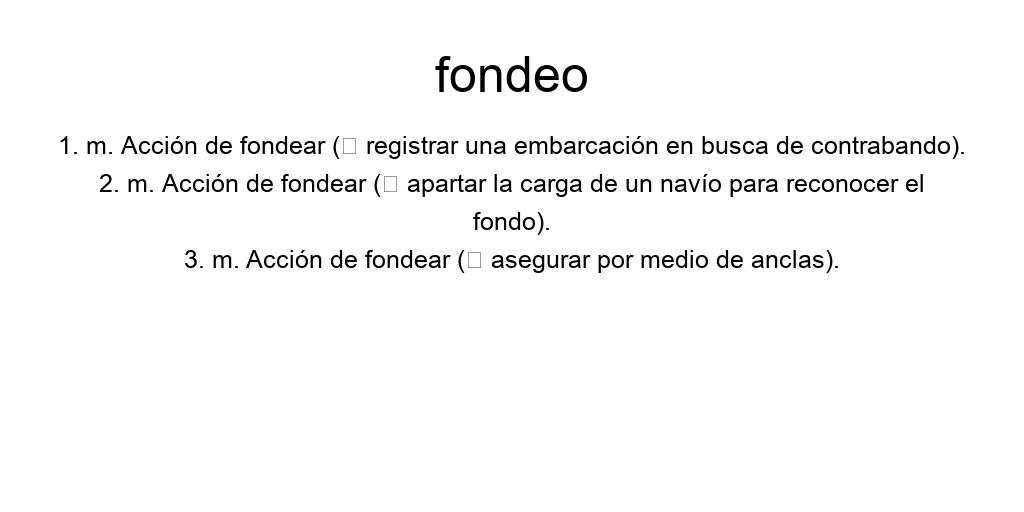 fondeo
1. m. Acción de fondear (□ registrar una embarcación en busca de contrabando).
2. m. Acción de fondear (□ apartar la carga de un navío para reconocer el
fondo).
3. m. Acción de fondear (□ asegurar por medio de anclas).